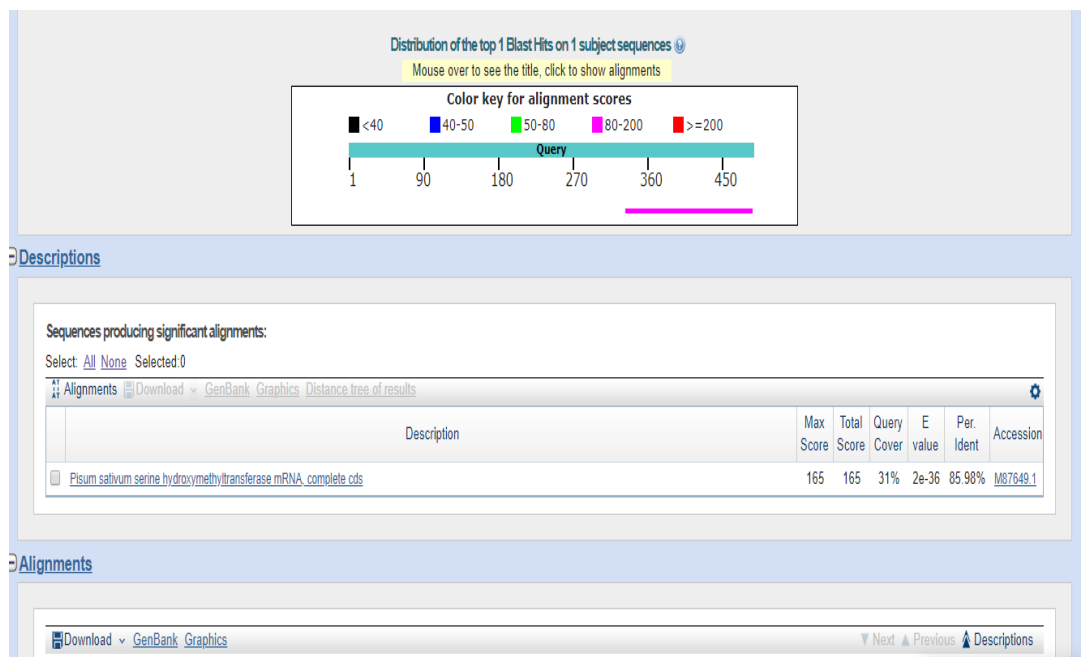 Distribution of the top 1 Blast Hits on 1 subject sequences
Mouse over to see the title, click to show alignments
Color key for alignment scores
<40 40-50 50-80 80-200 >=200
Query
1 90 180 270 360 450
Descriptions
Sequences producing significant alignments:
Select: All None Selected:0
Alignments Download GenBank Graphics Distance tree of results
Description Max Score Total Score Query Cover E value Per. Ident Accession
Pisum sativum serine hydroxymethyltransferase mRNA, complete cds 165 165 31% 2e-36 85.98% M87649.1
Alignments
Download GenBank Graphics Next Previous Descriptions